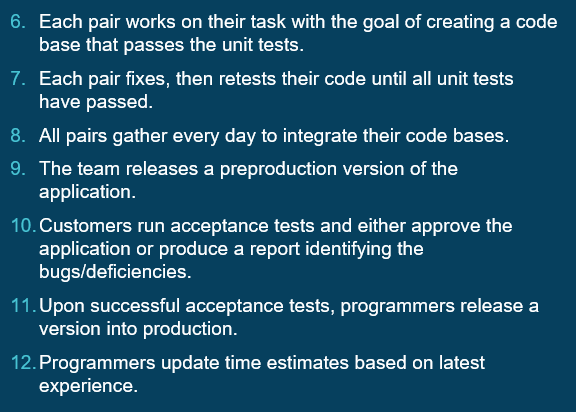 6. Each pair works on their task with the goal of creating a code
base that passes the unit tests.
7. Each pair fixes, then retests their code until all unit tests
have passed.
8. All pairs gather every day to integrate their code bases.
9. The team releases a preproduction version of the
application.
10. Customers run acceptance tests and either approve the
application or produce a report identifying the
bugs/deficiencies.
11. Upon successful acceptance tests, programmers release a
version into production.
12. Programmers update time estimates based on latest
experience.